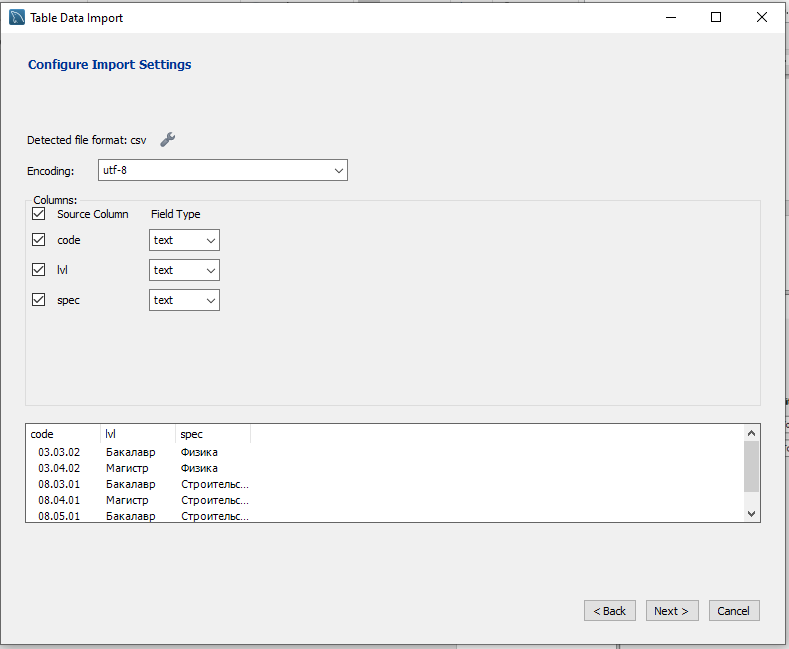 Table Data Import
Configure Import Settings
Detected file format: csv
Encoding: utf-8
Columns:
Source Column Field Type
code text
lvl text
spec text
code lvl spec
03.03.02 Бакалавр Физика
03.04.02 Магистр Физика
08.03.01 Бакалавр Строительс...
08.04.01 Магистр Строительс...
08.05.01 Бакалавр Строительс...
< Back Next > Cancel